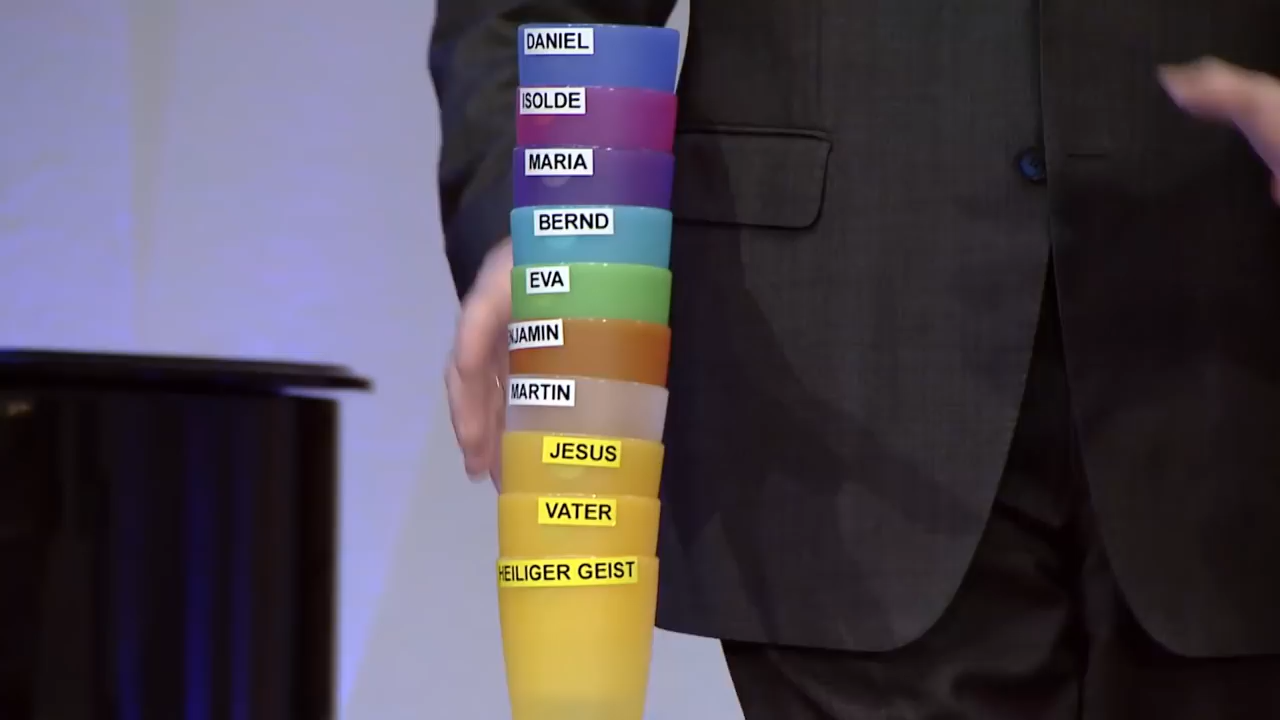 DANIEL
ISOLDE
MARIA
BERND
EVA
NJAMIN
MARTIN
JESUS
VATER
HEILIGER GEIST